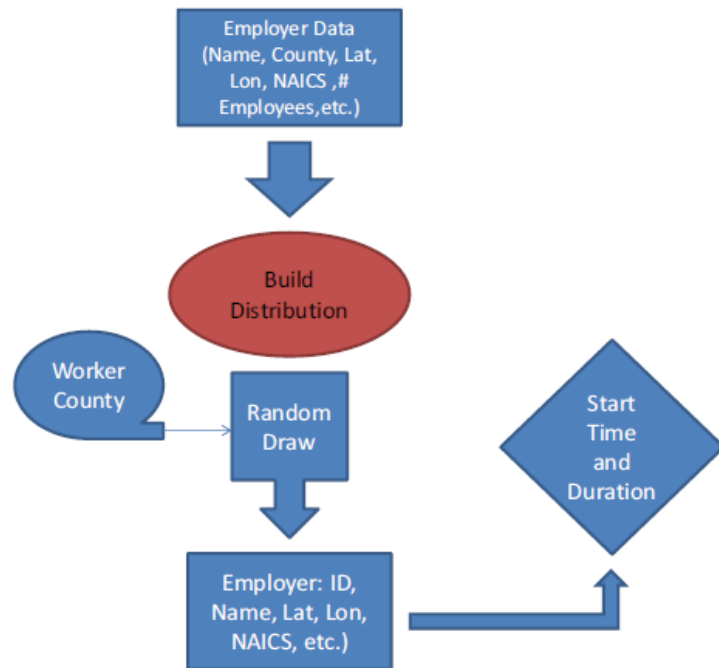 Employer Data
(Name, County, Lat,
Lon, NAICS ,#
Employees,etc.)
Build
Distribution
Worker
County
Random
Draw
Start
Time
and
Duration
Employer: ID,
Name, Lat, Lon,
NAICS, etc.)